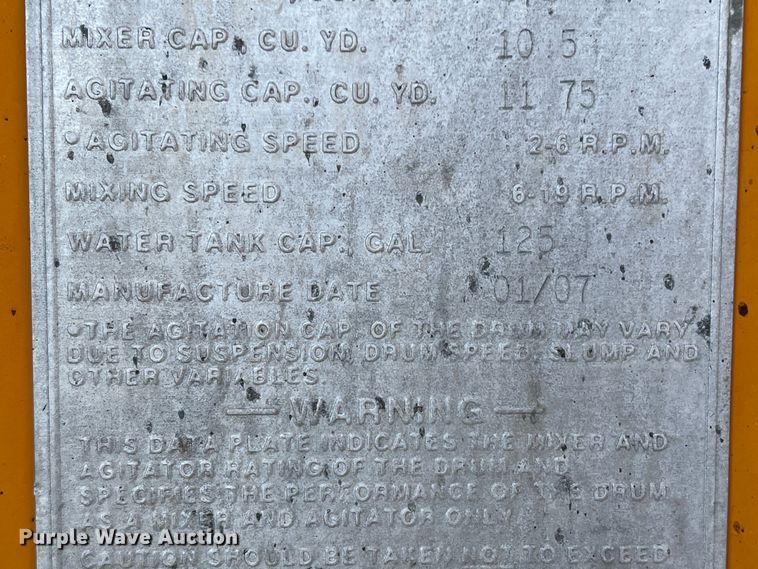 MIXER CAP., CU. YD. 10 5
AGITATING CAP., CU. YD. 11 75
•AGITATING SPEED 2-6 R.P.M.
MIXING SPEED 6-19 R.P.M.
WATER TANK CAP., GAL. 125
MANUFACTURE DATE 01/07
•THE AGITATION CAP. OF THE DRUM MAY VARY
DUE TO SUSPENSION, DRUM SPEED, SLUMP AND
OTHER VARIABLES.
— WARNING —
THIS DATA PLATE INDICATES THE MIXER AND
AGITATOR RATING OF THE DRUM AND
SPECIFIES THE PERFORMANCE OF THE DRUM
AS A MIXER AND AGITATOR ONLY.
CAUTION SHOULD BE TAKEN NOT TO EXCEED
Purple Wave Auction